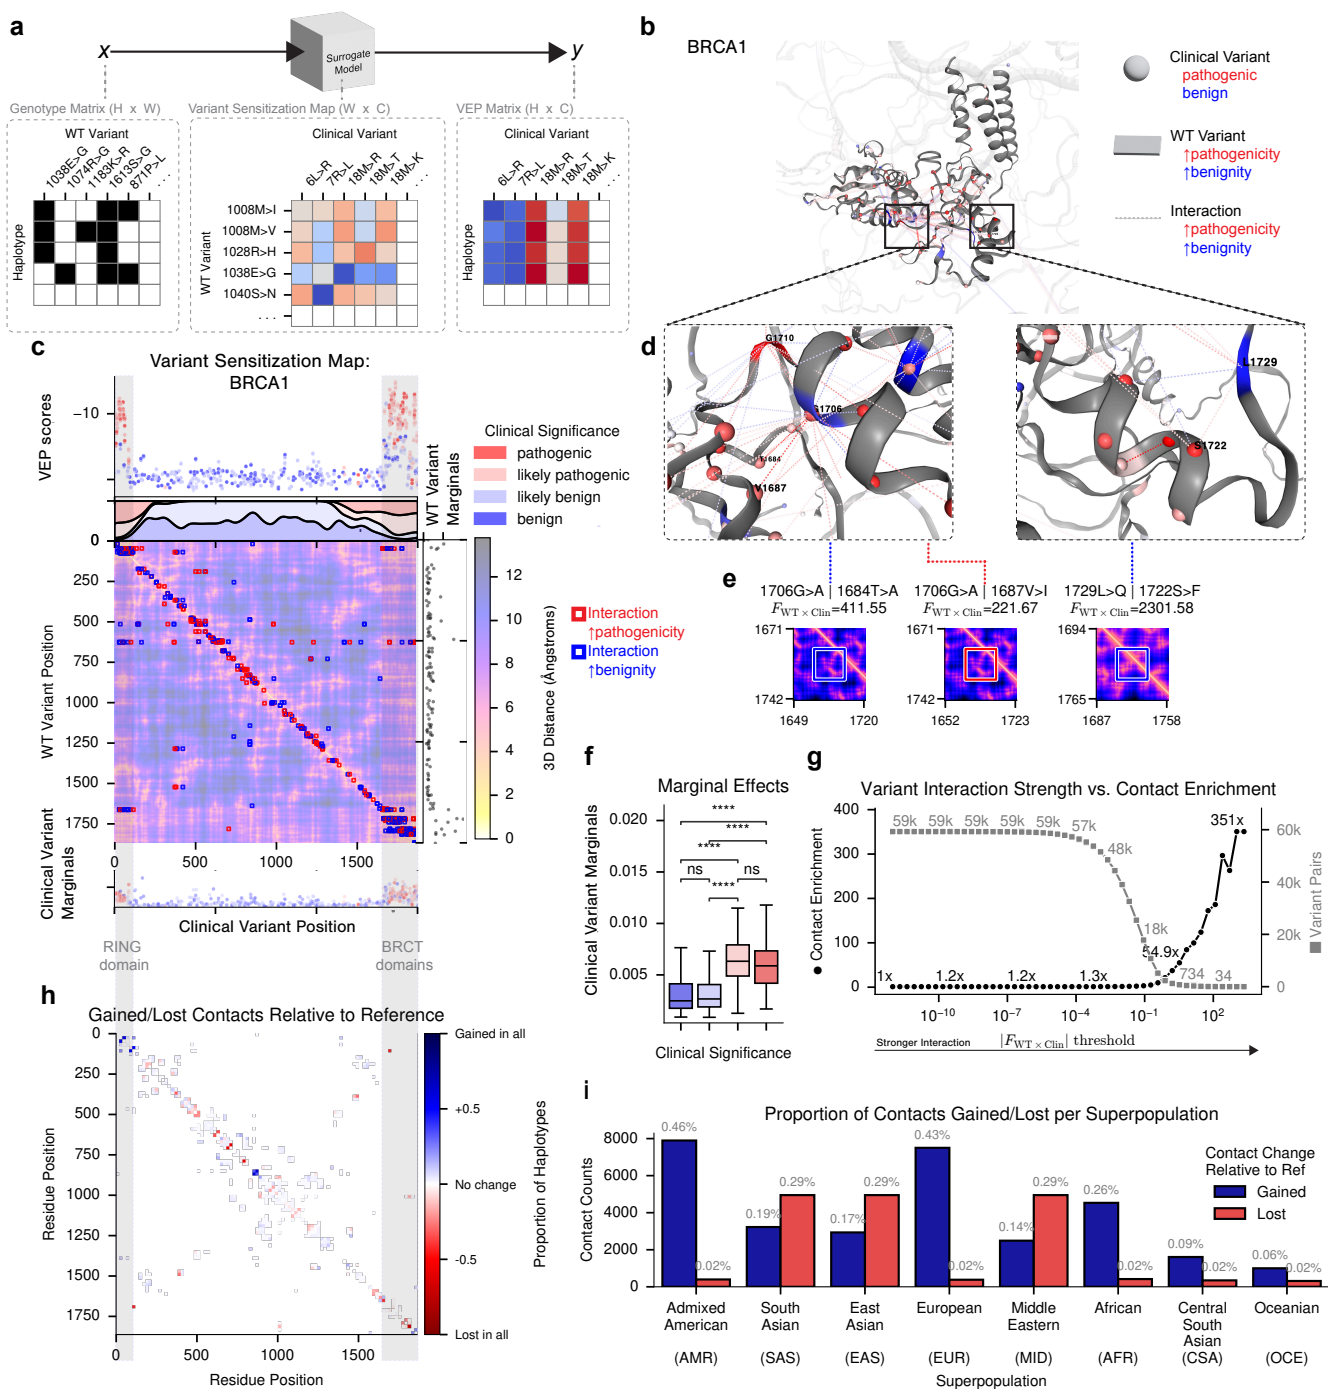 a
x
Surrogate
Model
y
Genotype Matrix (H x W)
WT Variant
1038E>G
1074R>G
1183K>R
1613S>G
871P>L
...
Haplotype
Variant Sensitization Map (W x C)
Clinical Variant
6L>R
7R>L
18M>R
18M>T
18M>K
...
WT Variant
1008M>I
1008M>V
1028R>H
1038E>G
1040S>N
...
VEP Matrix (H x C)
Clinical Variant
6L>R
7R>L
18M>R
18M>T
18M>K
...
Haplotype
b
BRCA1
Clinical Variant
pathogenic
benign
WT Variant
↑pathogenicity
↑benignity
Interaction
↑pathogenicity
↑benignity
c
Variant Sensitization Map:
BRCA1
VEP scores
−10
Clinical Significance
pathogenic
likely pathogenic
likely benign
benign
WT Variant
Marginals
WT Variant Position
0
250
500
750
1000
1250
1500
1750
0
500
1000
1500
Clinical Variant
Marginals
Clinical Variant Position
3D Distance (Ångstroms)
12
10
8
6
4
2
0
Interaction
↑pathogenicity
Interaction
↑benignity
RING
domain
BRCT
domains
d
G1710
G1706
T1684
V1687
L1729
S1722
e
1706G>A | 1684T>A
F WT × Clin=411.55
1671
1742
1649
1720
1706G>A | 1687V>I
F WT × Clin=221.67
1671
1742
1652
1723
1729L>Q | 1722S>F
F WT × Clin=2301.58
1694
1765
1687
1758
f
Marginal Effects
Clinical Variant Marginals
0.020
0.015
0.010
0.005
****
****
****
ns
ns
****
Clinical Significance
g
Variant Interaction Strength vs. Contact Enrichment
Contact Enrichment
400
300
200
100
0
59k
59k
59k
59k
57k
48k
18k
734
34
1x
1.2x
1.2x
1.3x
54.9x
351x
60k
40k
20k
0
Variant Pairs
10⁻¹⁰
10⁻⁷
10⁻⁴
10⁻¹
10²
Stronger Interaction
|F WT × Clin| threshold
h
Gained/Lost Contacts Relative to Reference
Residue Position
0
250
500
750
1000
1250
1500
1750
0
500
1000
1500
Residue Position
Gained in all
+0.5
No change
-0.5
Lost in all
Proportion of Haplotypes
i
Proportion of Contacts Gained/Lost per Superpopulation
Contact Counts
8000
6000
4000
2000
0
0.46%
0.02%
0.19%
0.29%
0.17%
0.29%
0.43%
0.02%
0.14%
0.29%
0.26%
0.02%
0.09%
0.02%
0.06%
0.02%
Contact Change
Relative to Ref
Gained
Lost
Admixed
American
(AMR)
South
Asian
(SAS)
East
Asian
(EAS)
European
(EUR)
Middle
Eastern
(MID)
African
(AFR)
Central
South
Asian
(CSA)
Oceanian
(OCE)
Superpopulation